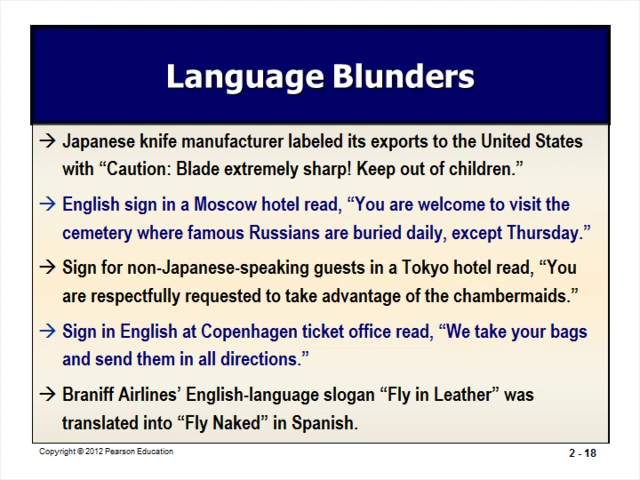 Language Blunders
→ Japanese knife manufacturer labeled its exports to the United States
with “Caution: Blade extremely sharp! Keep out of children.”
→ English sign in a Moscow hotel read, “You are welcome to visit the
cemetery where famous Russians are buried daily, except Thursday.”
→ Sign for non-Japanese-speaking guests in a Tokyo hotel read, “You
are respectfully requested to take advantage of the chambermaids.”
→ Sign in English at Copenhagen ticket office read, “We take your bags
and send them in all directions.”
→ Braniff Airlines’ English-language slogan “Fly in Leather” was
translated into “Fly Naked” in Spanish.
Copyright © 2012 Pearson Education
2 - 18